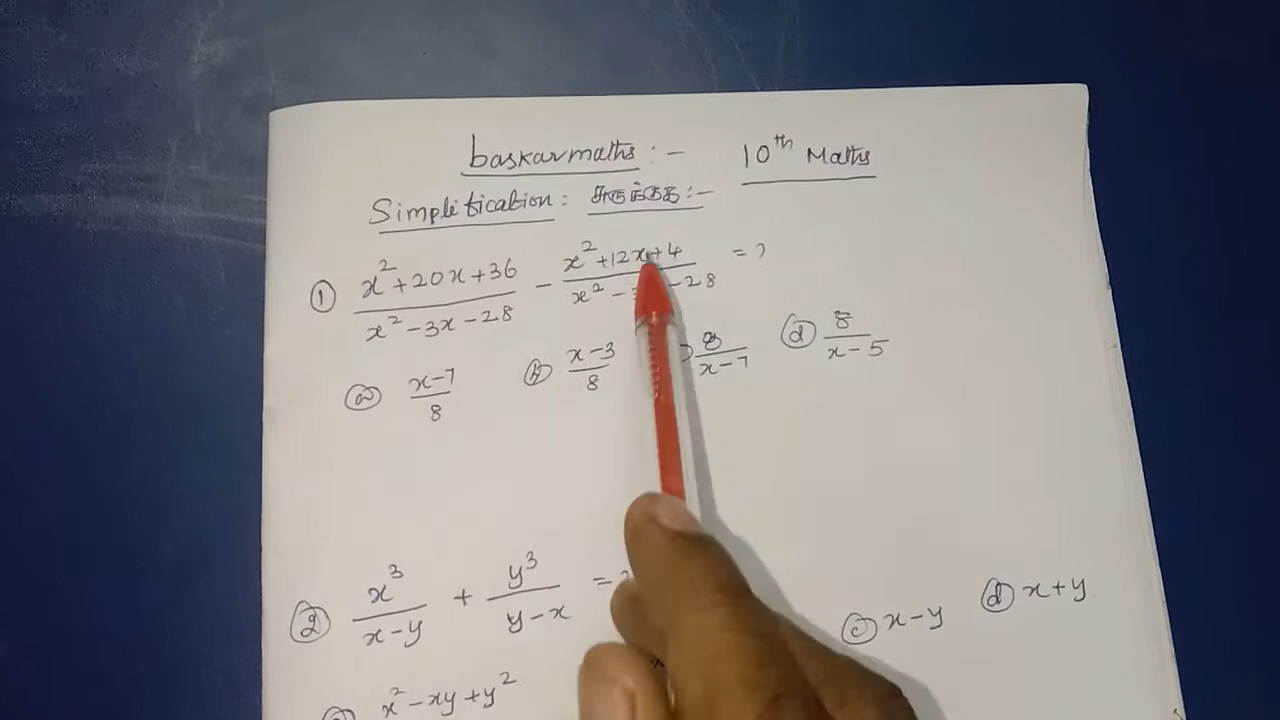 baskarmaths :- 10th Maths
Simplification : சுருக்குக :-
① (x² + 20x + 36)/(x² - 3x - 28) - (x² + 12x + 4)/(x² - 3 - 28) = ?
ⓐ (x - 7)/8 ⓑ (x - 3)/8 8/(x - 7) ⓓ 8/(x - 5)
② x³/(x - y) + y³/(y - x) =
ⓒ x - y ⓓ x + y
x² - xy + y²